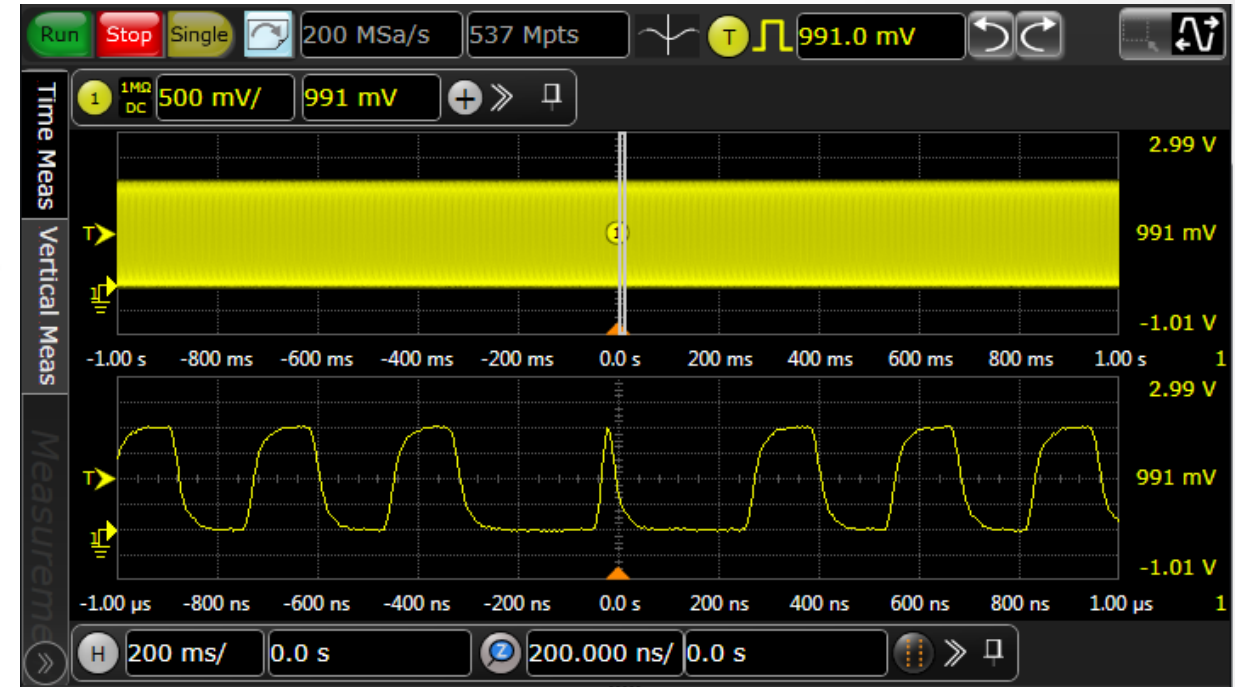 Run Stop Single 200 MSa/s 537 Mpts T 991.0 mV
1 1MΩ DC 500 mV/ 991 mV
Time Meas
Vertical Meas
Measureme
2.99 V
T 1 991 mV
1
-1.01 V
-1.00 s -800 ms -600 ms -400 ms -200 ms 0.0 s 200 ms 400 ms 600 ms 800 ms 1.00 s 1
2.99 V
T 991 mV
1
-1.01 V
-1.00 µs -800 ns -600 ns -400 ns -200 ns 0.0 s 200 ns 400 ns 600 ns 800 ns 1.00 µs 1
H 200 ms/ 0.0 s Z 200.000 ns/ 0.0 s